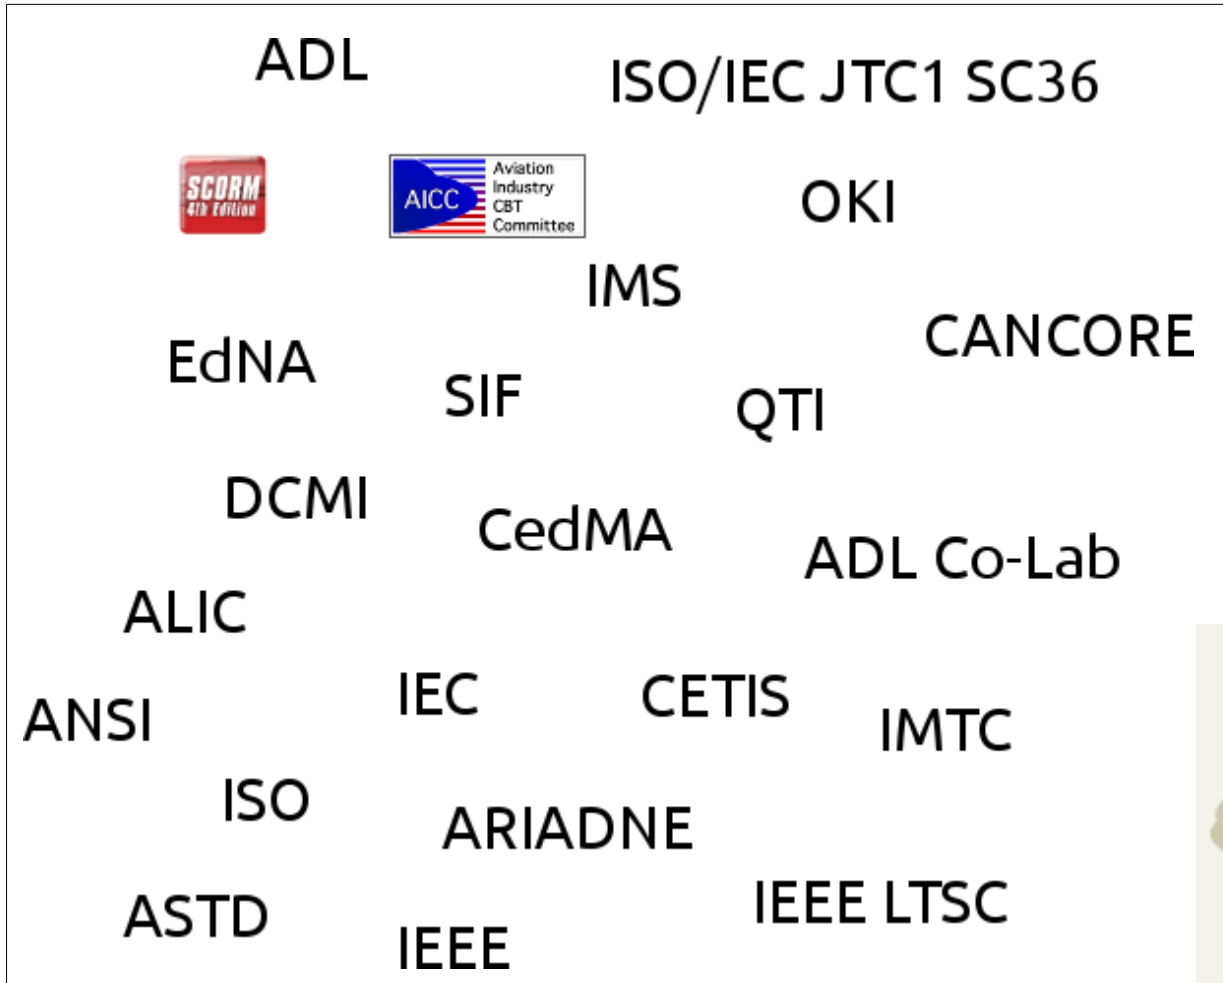 ADL
ISO/IEC JTC1 SC36
SCORM
4th Edition
AICC
Aviation
Industry
CBT
Committee
OKI
IMS
CANCORE
EdNA
SIF
QTI
DCMI
CedMA
ADL Co-Lab
ALIC
IEC
CETIS
ANSI
IMTC
ISO
ARIADNE
IEEE LTSC
ASTD
IEEE